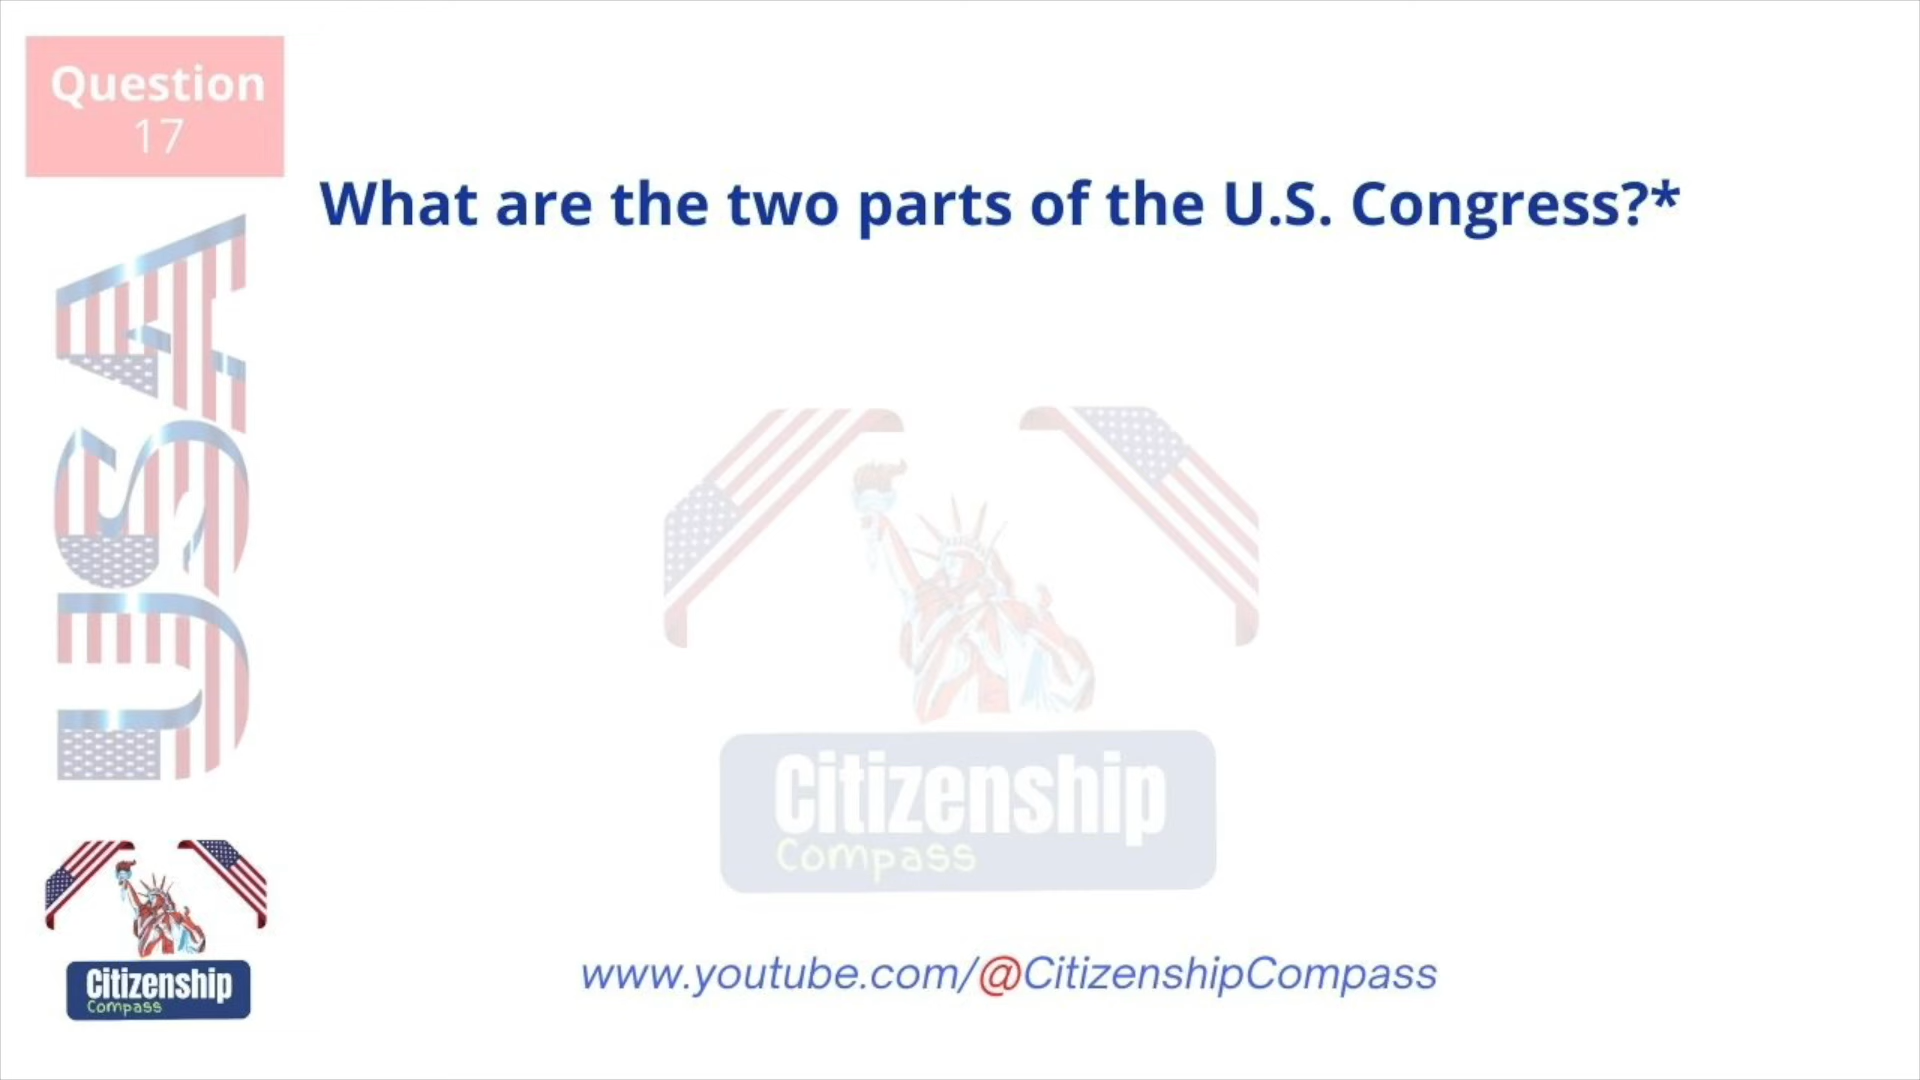 Question
17
What are the two parts of the U.S. Congress?*
USA
Citizenship
Compass
Citizenship
Compass
www.youtube.com/@CitizenshipCompass